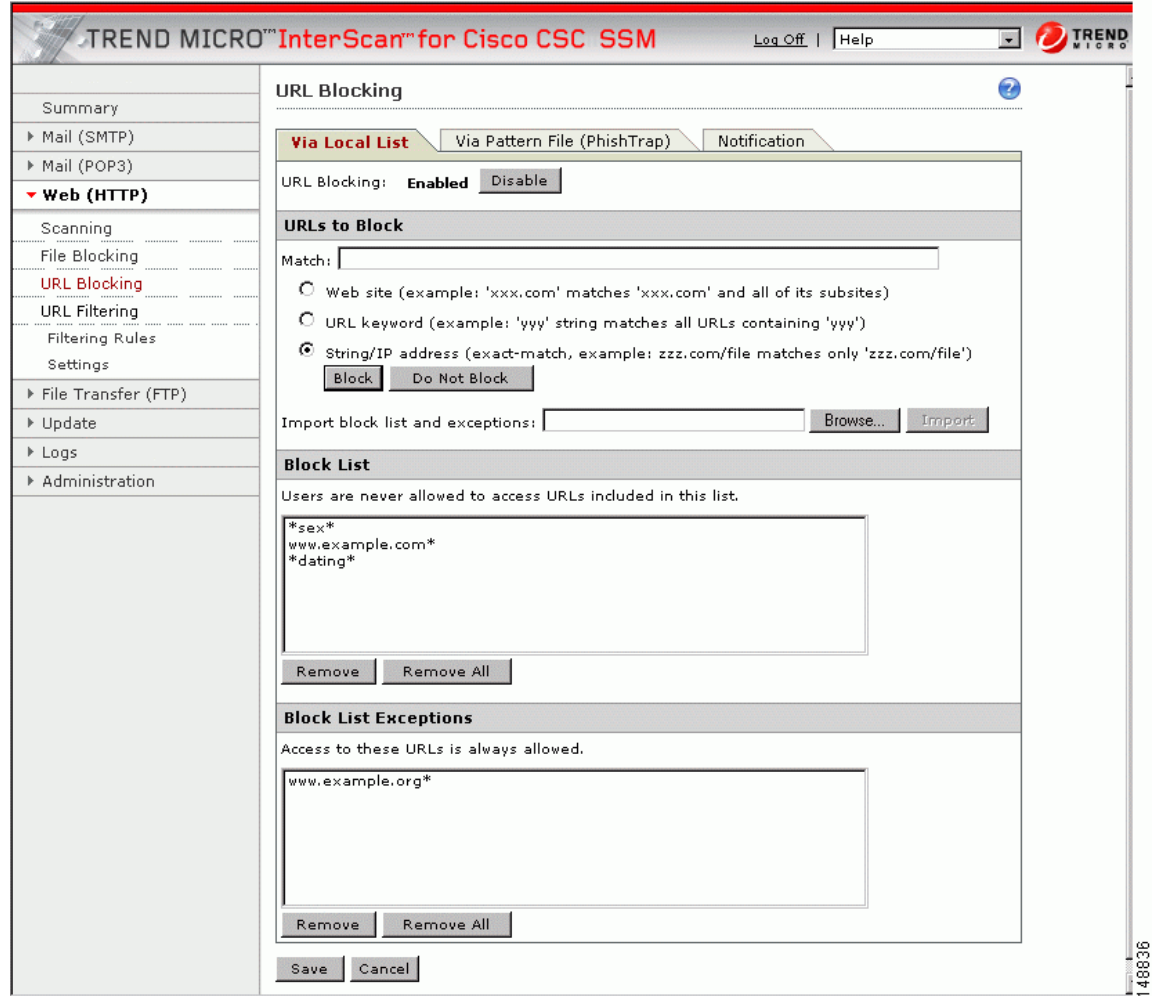 TREND MICRO™ InterScan™ for Cisco CSC SSM
Log Off | Help
TREND MICRO
Summary
Mail (SMTP)
Mail (POP3)
Web (HTTP)
Scanning
File Blocking
URL Blocking
URL Filtering
Filtering Rules
Settings
File Transfer (FTP)
Update
Logs
Administration
URL Blocking
?
Via Local List
Via Pattern File (PhishTrap)
Notification
URL Blocking: Enabled Disable
URLs to Block
Match:
Web site (example: 'xxx.com' matches 'xxx.com' and all of its subsites)
URL keyword (example: 'yyy' string matches all URLs containing 'yyy')
String/IP address (exact-match, example: zzz.com/file matches only 'zzz.com/file')
Block Do Not Block
Import block list and exceptions: Browse... Import
Block List
Users are never allowed to access URLs included in this list.
*sex*
www.example.com*
*dating*
Remove Remove All
Block List Exceptions
Access to these URLs is always allowed.
www.example.org*
Remove Remove All
Save Cancel
148836